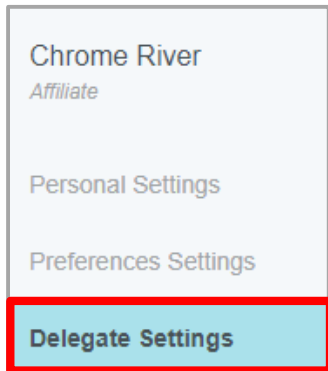 Chrome River
Affiliate
Personal Settings
Preferences Settings
Delegate Settings